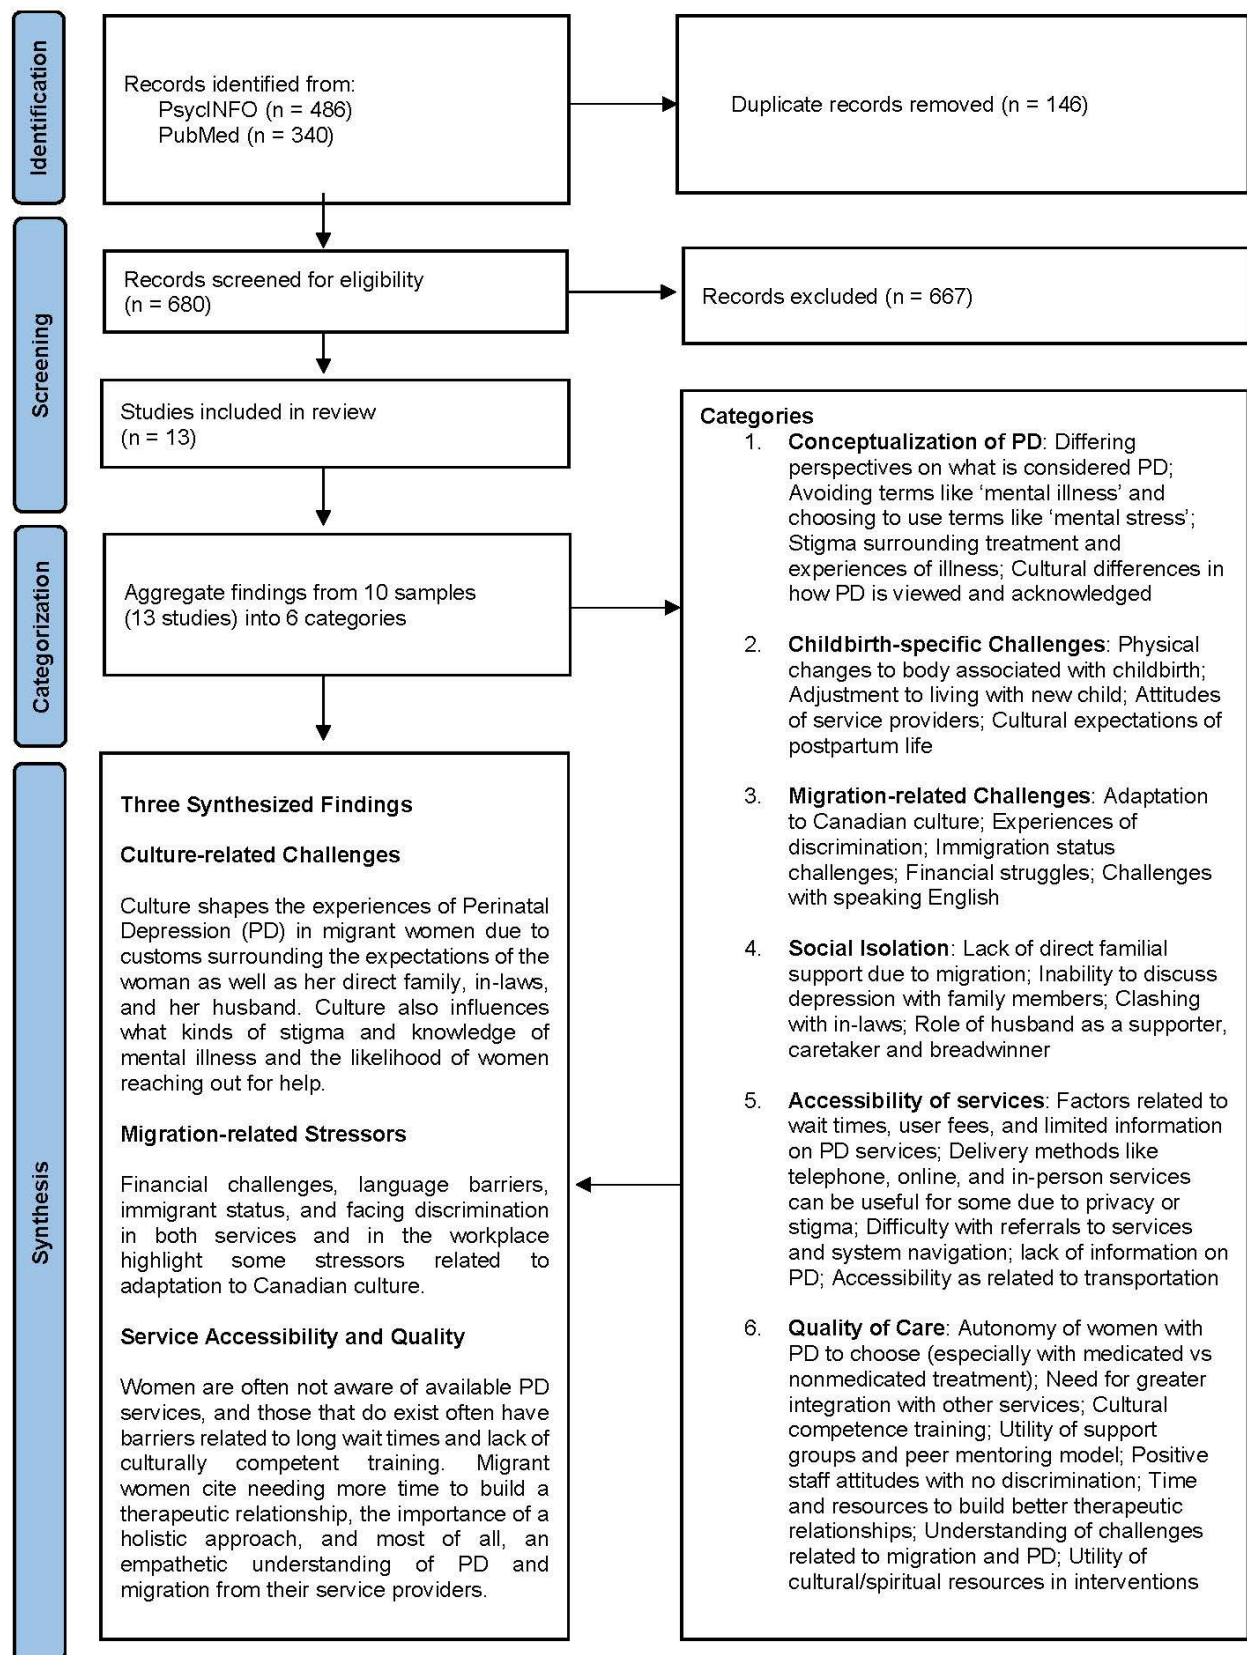 Identification
Records identified from:
PsycINFO (n = 486)
PubMed (n = 340)
Duplicate records removed (n = 146)
Screening
Records screened for eligibility
(n = 680)
Records excluded (n = 667)
Studies included in review
(n = 13)
Categorization
Aggregate findings from 10 samples
(13 studies) into 6 categories
Categories
1. Conceptualization of PD: Differing
perspectives on what is considered PD;
Avoiding terms like ‘mental illness’ and
choosing to use terms like ‘mental stress’;
Stigma surrounding treatment and
experiences of illness; Cultural differences in
how PD is viewed and acknowledged
2. Childbirth-specific Challenges: Physical
changes to body associated with childbirth;
Adjustment to living with new child; Attitudes
of service providers; Cultural expectations of
postpartum life
3. Migration-related Challenges: Adaptation
to Canadian culture; Experiences of
discrimination; Immigration status
challenges; Financial struggles; Challenges
with speaking English
4. Social Isolation: Lack of direct familial
support due to migration; Inability to discuss
depression with family members; Clashing
with in-laws; Role of husband as a supporter,
caretaker and breadwinner
5. Accessibility of services: Factors related to
wait times, user fees, and limited information
on PD services; Delivery methods like
telephone, online, and in-person services
can be useful for some due to privacy or
stigma; Difficulty with referrals to services
and system navigation; lack of information on
PD; Accessibility as related to transportation
6. Quality of Care: Autonomy of women with
PD to choose (especially with medicated vs
nonmedicated treatment); Need for greater
integration with other services; Cultural
competence training; Utility of support
groups and peer mentoring model; Positive
staff attitudes with no discrimination; Time
and resources to build better therapeutic
relationships; Understanding of challenges
related to migration and PD; Utility of
cultural/spiritual resources in interventions
Synthesis
Three Synthesized Findings
Culture-related Challenges
Culture shapes the experiences of Perinatal
Depression (PD) in migrant women due to
customs surrounding the expectations of the
woman as well as her direct family, in-laws,
and her husband. Culture also influences
what kinds of stigma and knowledge of
mental illness and the likelihood of women
reaching out for help.
Migration-related Stressors
Financial challenges, language barriers,
immigrant status, and facing discrimination
in both services and in the workplace
highlight some stressors related to
adaptation to Canadian culture.
Service Accessibility and Quality
Women are often not aware of available PD
services, and those that do exist often have
barriers related to long wait times and lack of
culturally competent training. Migrant
women cite needing more time to build a
therapeutic relationship, the importance of a
holistic approach, and most of all, an
empathetic understanding of PD and
migration from their service providers.